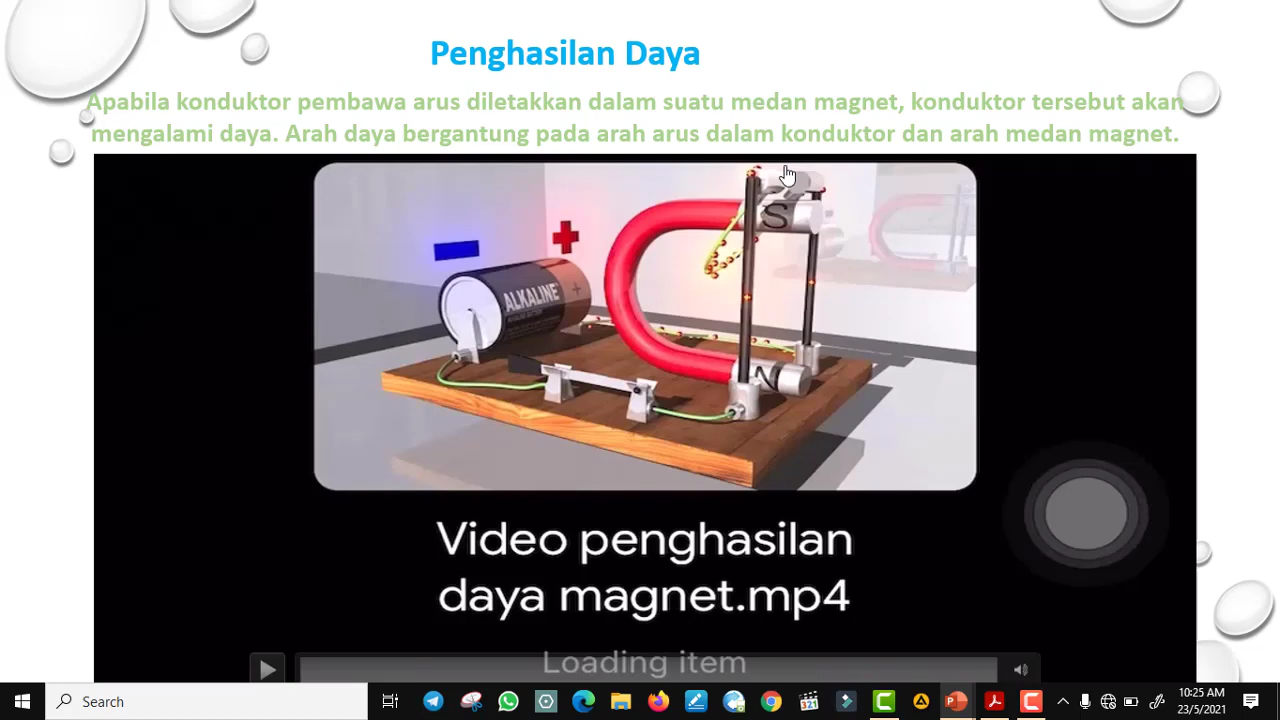 Penghasilan Daya
Apabila konduktor pembawa arus diletakkan dalam suatu medan magnet, konduktor tersebut akan
mengalami daya. Arah daya bergantung pada arah arus dalam konduktor dan arah medan magnet.
S
ALKALINE
N
Video penghasilan
daya magnet.mp4
Loading item
Search
321
10:25 AM
23/5/2021